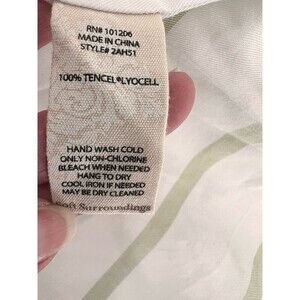 RN# 101206
MADE IN CHINA
STYLE# 2AH51
100% TENCEL®LYOCELL
HAND WASH COLD
ONLY NON-CHLORINE
BLEACH WHEN NEEDED
HANG TO DRY
COOL IRON IF NEEDED
MAY BE DRY CLEANED
Soft Surroundings